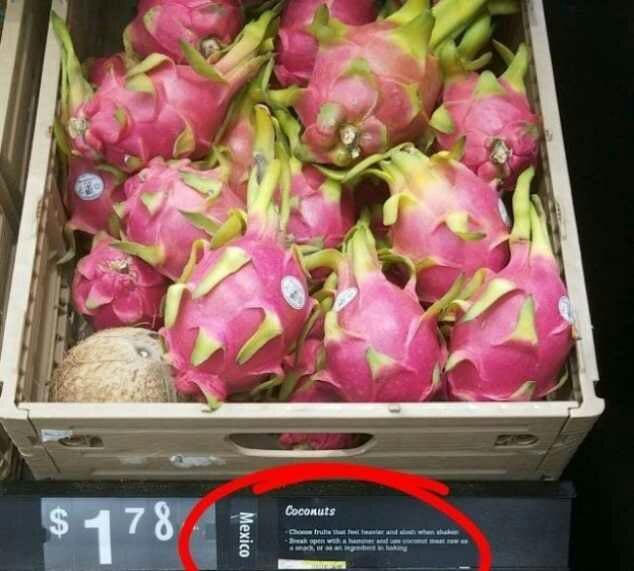 $ 1 78
Mexico
Coconuts
- Choose fruits that feel heavier and slosh when shaken
- Break open with a hammer and use coconut meat raw as
a snack, or as an ingredient in baking